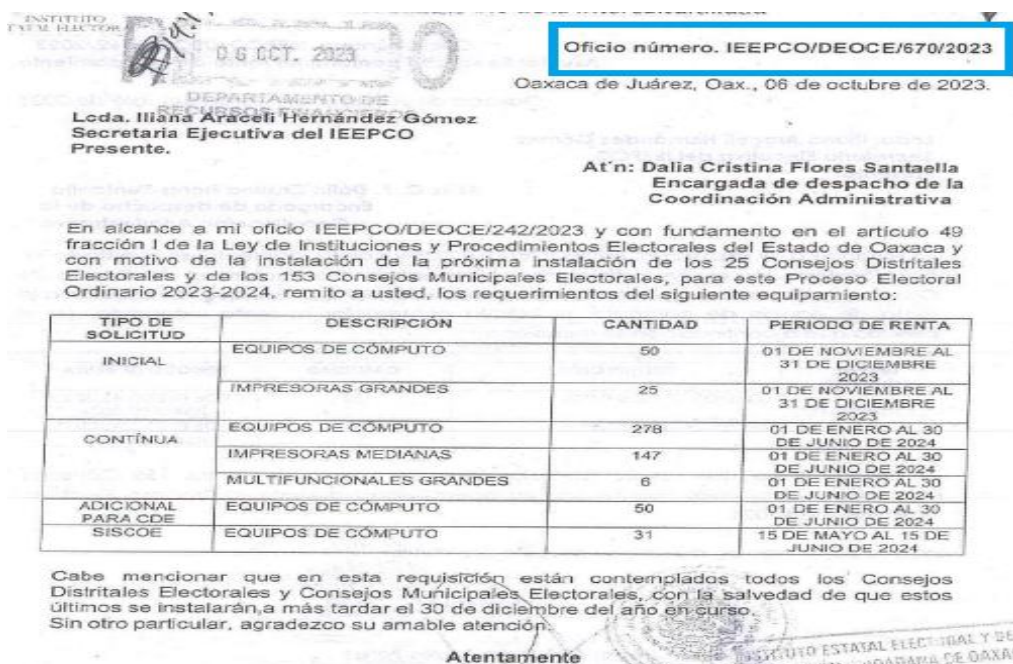 INSTITUTO
06 OCT 2023
DEPARTAMENTO DE
RECURSOS
Oficio número. IEEPCO/DEOCE/670/2023
Oaxaca de Juárez, Oax., 06 de octubre de 2023.
Lcda. Iliana Araceli Hernández Gómez
Secretaria Ejecutiva del IEEPCO
Presente.
At´n: Dalia Cristina Flores Santaella
Encargada de despacho de la
Coordinación Administrativa
En alcance a mi oficio IEEPCO/DEOCE/242/2023 y con fundamento en el artículo 49
fracción I de la Ley de Instituciones y Procedimientos Electorales del Estado de Oaxaca y
con motivo de la instalación de la próxima instalación de los 25 Consejos Distritales
Electorales y de los 153 Consejos Municipales Electorales, para este Proceso Electoral
Ordinario 2023-2024, remito a usted, los requerimientos del siguiente equipamiento:
TIPO DE SOLICITUD DESCRIPCIÓN CANTIDAD PERIODO DE RENTA
INICIAL EQUIPOS DE CÓMPUTO 50 01 DE NOVIEMBRE AL 31 DE DICIEMBRE 2023
IMPRESORAS GRANDES 25 01 DE NOVIEMBRE AL 31 DE DICIEMBRE 2023
CONTÍNUA EQUIPOS DE CÓMPUTO 278 01 DE ENERO AL 30 DE JUNIO DE 2024
IMPRESORAS MEDIANAS 147 01 DE ENERO AL 30 DE JUNIO DE 2024
MULTIFUNCIONALES GRANDES 6 01 DE ENERO AL 30 DE JUNIO DE 2024
ADICIONAL PARA CDE EQUIPOS DE CÓMPUTO 50 01 DE ENERO AL 30 DE JUNIO DE 2024
SISCOE EQUIPOS DE CÓMPUTO 31 15 DE MAYO AL 15 DE JUNIO DE 2024
Cabe mencionar que en esta requisición están contemplados todos los Consejos
Distritales Electorales y Consejos Municipales Electorales, con la salvedad de que estos
últimos se instalarán a más tardar el 30 de diciembre del año en curso.
Sin otro particular, agradezco su amable atención.
Atentamente
INSTITUTO ESTATAL ELECTORAL Y DE